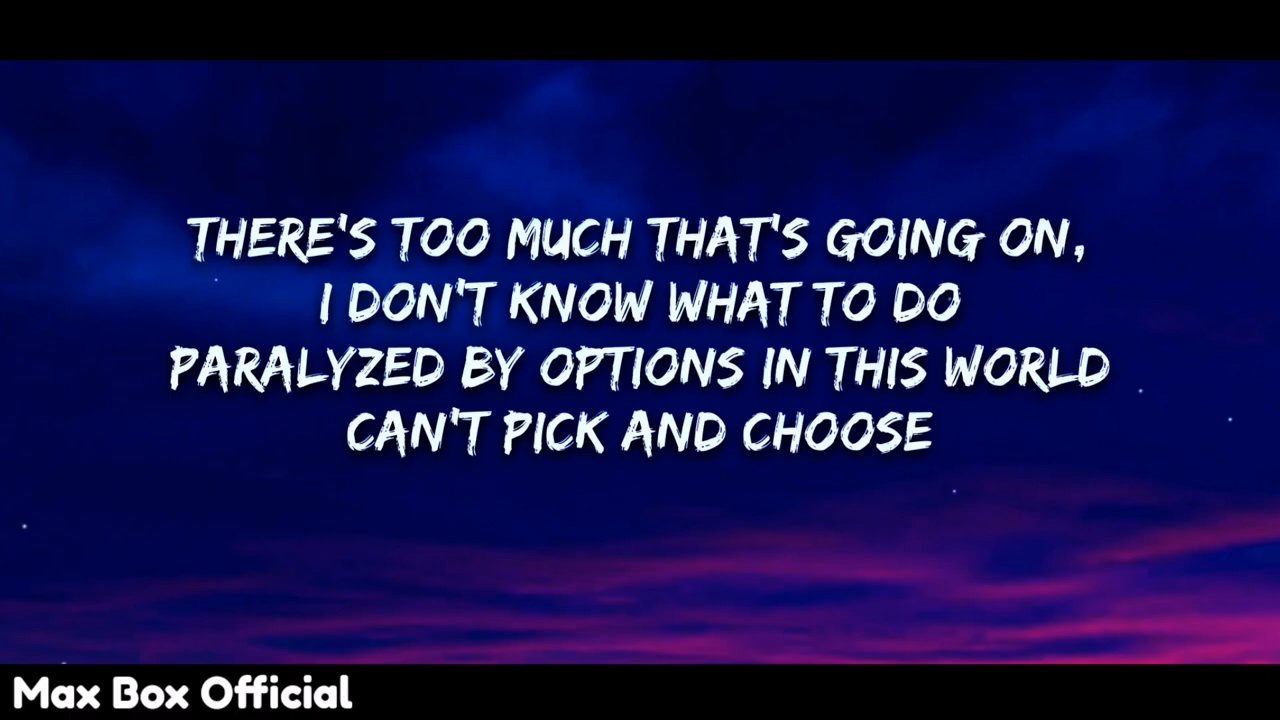 THERE'S TOO MUCH THAT'S GOING ON,
I DON'T KNOW WHAT TO DO
PARALYZED BY OPTIONS IN THIS WORLD
CAN'T PICK AND CHOOSE
Max Box Official